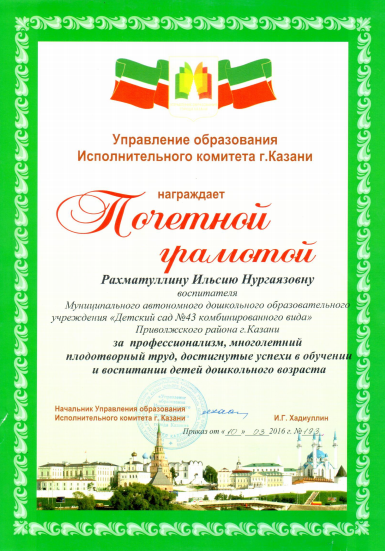 Управление образования
Исполнительного комитета г.Казани
награждает
Почетной
грамотой
Рахматуллину Ильсию Нургаязовну
воспитателя
Муниципального автономного дошкольного образовательного
учреждения «Детский сад №43 комбинированного вида»
Приволжского района г.Казани
за профессионализм, многолетний
плодотворный труд, достигнутые успехи в обучении
и воспитании детей дошкольного возраста
Начальник Управления образования
Исполнительного комитета г. Казани
И.Г. Хадиуллин
Приказ от «10» 03 2016 г. №193